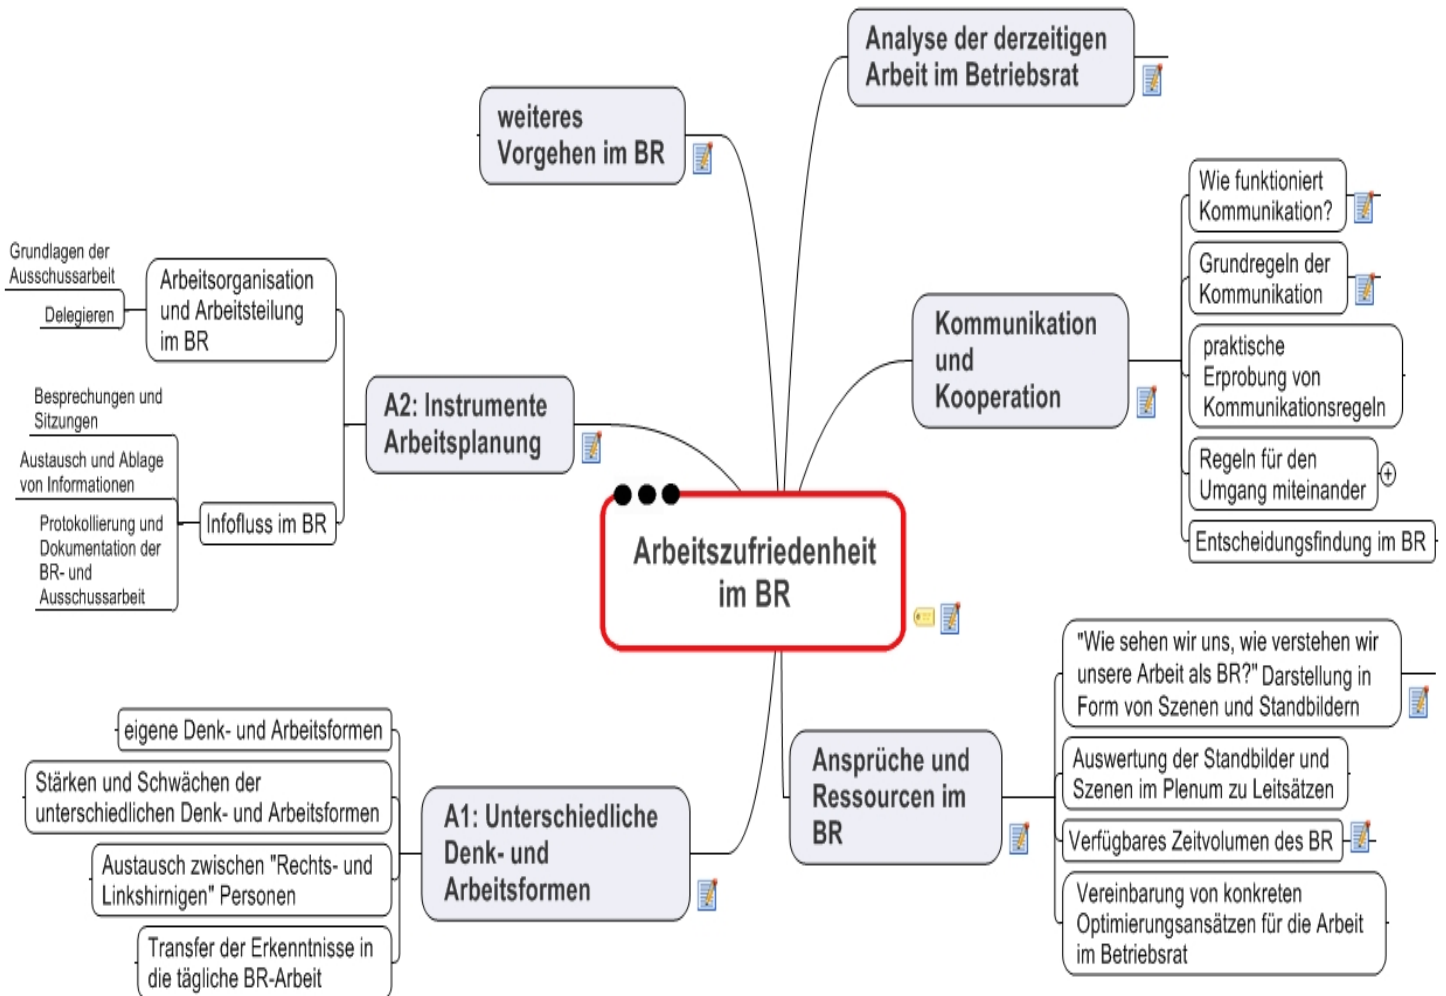 Analyse der derzeitigen
Arbeit im Betriebsrat
weiteres
Vorgehen im BR
Wie funktioniert
Kommunikation?
Grundregeln der
Kommunikation
praktische
Erprobung von
Kommunikationsregeln
Regeln für den
Umgang miteinander
Entscheidungsfindung im BR
Kommunikation
und
Kooperation
Grundlagen der
Ausschussarbeit
Delegieren
Arbeitsorganisation
und Arbeitsteilung
im BR
Besprechungen und
Sitzungen
Austausch und Ablage
von Informationen
Protokollierung und
Dokumentation der
BR- und
Ausschussarbeit
Infofluss im BR
A2: Instrumente
Arbeitsplanung
Arbeitszufriedenheit
im BR
"Wie sehen wir uns, wie verstehen wir
unsere Arbeit als BR?" Darstellung in
Form von Szenen und Standbildern
Auswertung der Standbilder und
Szenen im Plenum zu Leitsätzen
Verfügbares Zeitvolumen des BR
Vereinbarung von konkreten
Optimierungsansätzen für die Arbeit
im Betriebsrat
Ansprüche und
Ressourcen im
BR
eigene Denk- und Arbeitsformen
Stärken und Schwächen der
unterschiedlichen Denk- und Arbeitsformen
Austausch zwischen "Rechts- und
Linkshirnigen" Personen
Transfer der Erkenntnisse in
die tägliche BR-Arbeit
A1: Unterschiedliche
Denk- und
Arbeitsformen